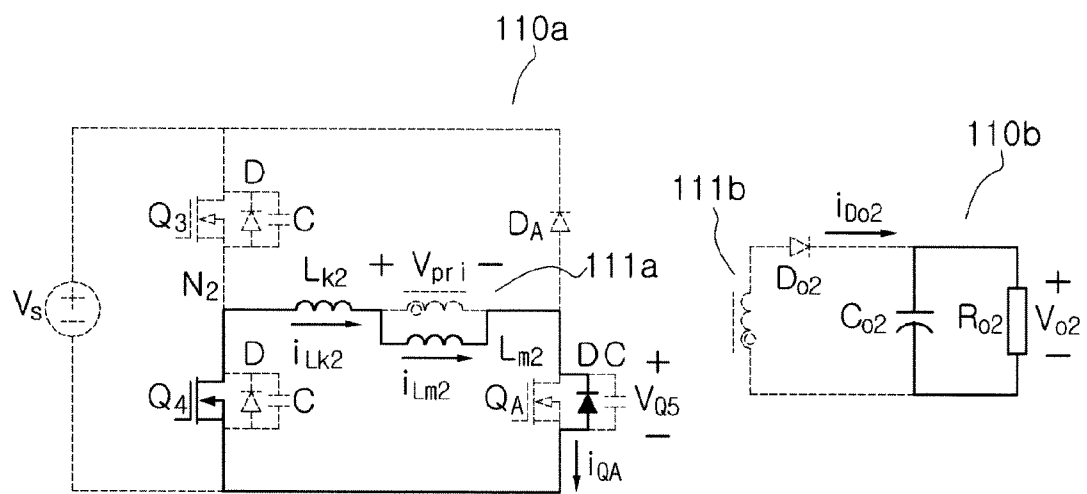 110a
110b
111b
D
Q3
C
DA
iDo2
Lk2
+ Vpri −
111a
N2
Do2
Vs
+
−
Co2
Ro2
+
Vo2
−
iLk2
Lm2
iLm2
D
Q4
C
D C
QA
+
VQ5
−
iQA